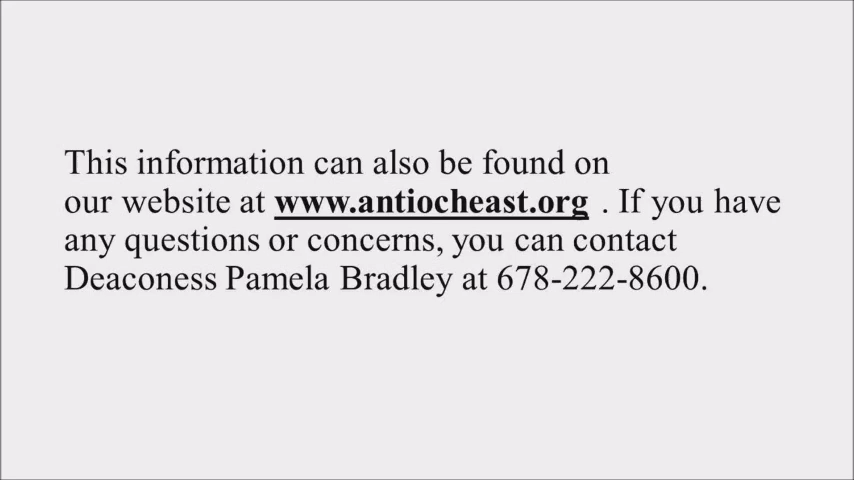 This information can also be found on
our website at www.antiocheast.org . If you have
any questions or concerns, you can contact
Deaconess Pamela Bradley at 678-222-8600.